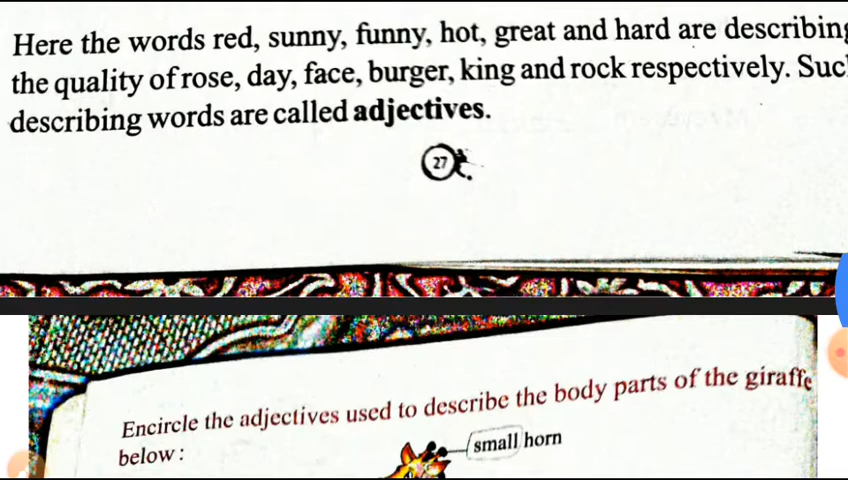 Here the words red, sunny, funny, hot, great and hard are describing
the quality of rose, day, face, burger, king and rock respectively. Suc
describing words are called adjectives.
27
Encircle the adjectives used to describe the body parts of the giraffe
below :
small horn